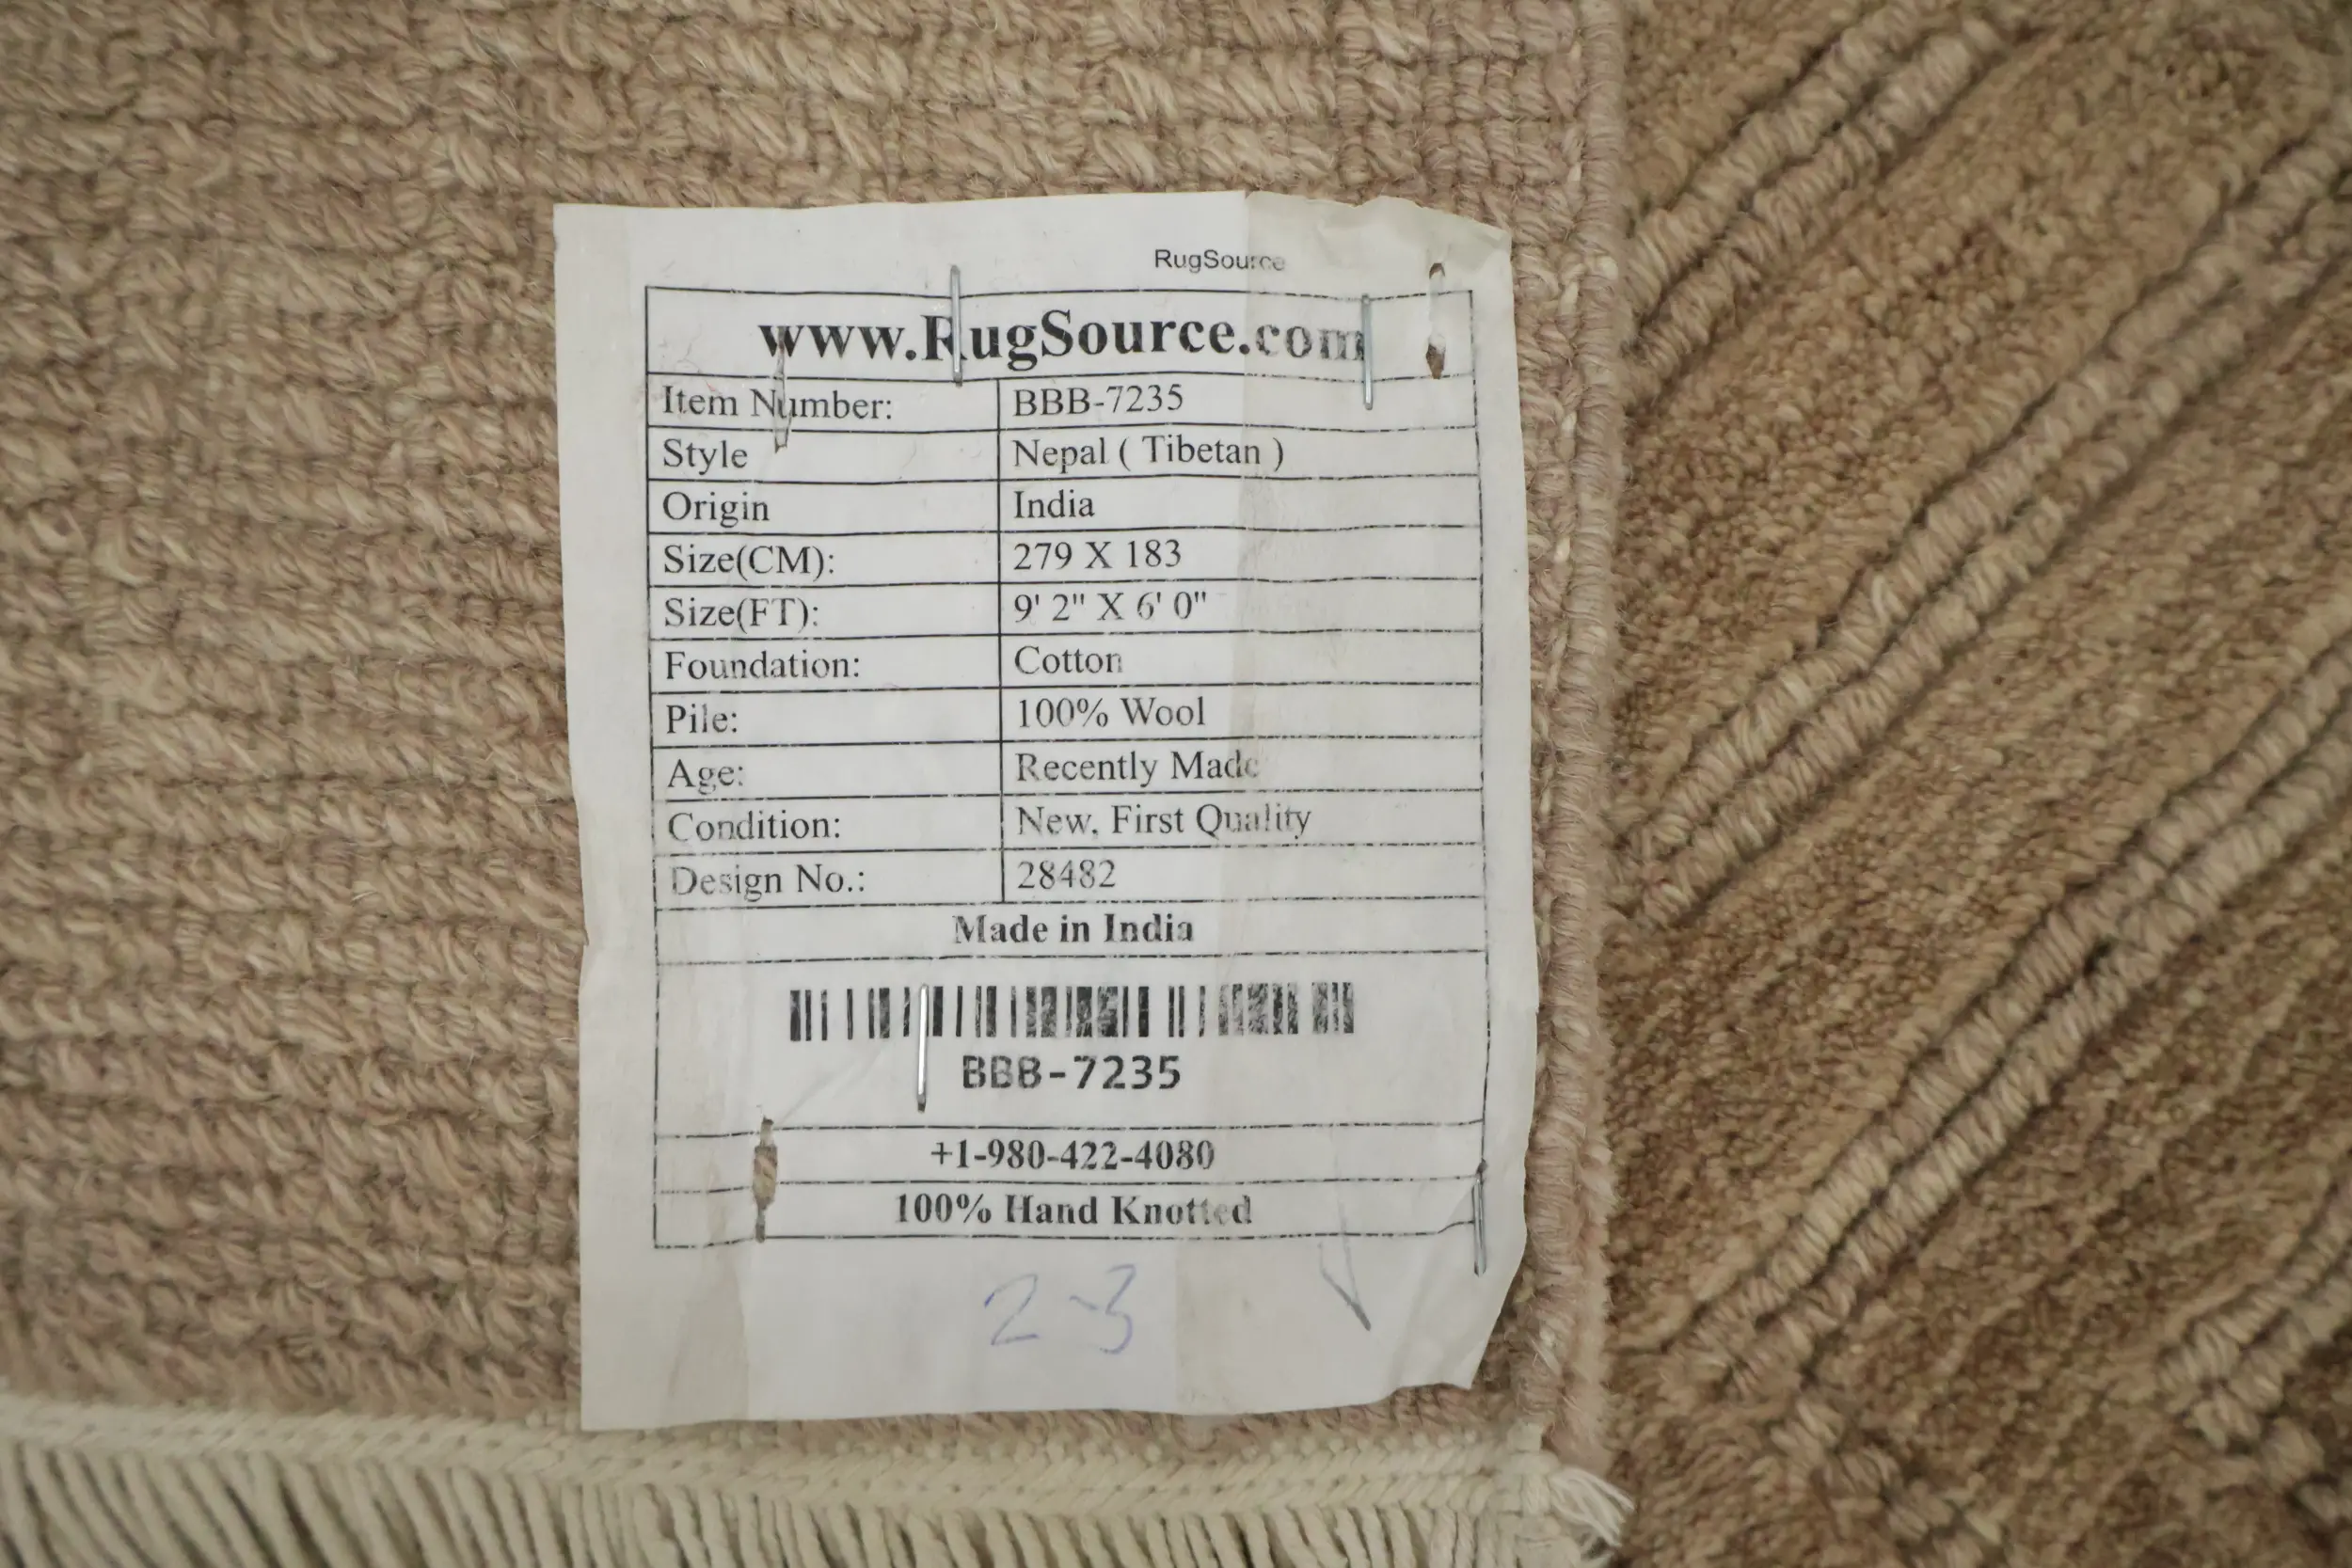 RugSource
www.RugSource.com
Item Number: BBB-7235
Style Nepal ( Tibetan )
Origin India
Size(CM): 279 X 183
Size(FT): 9' 2" X 6' 0"
Foundation: Cotton
Pile: 100% Wool
Age: Recently Made
Condition: New, First Quality
Design No.: 28482
Made in India
BBB-7235
+1-980-422-4080
100% Hand Knotted
2-3